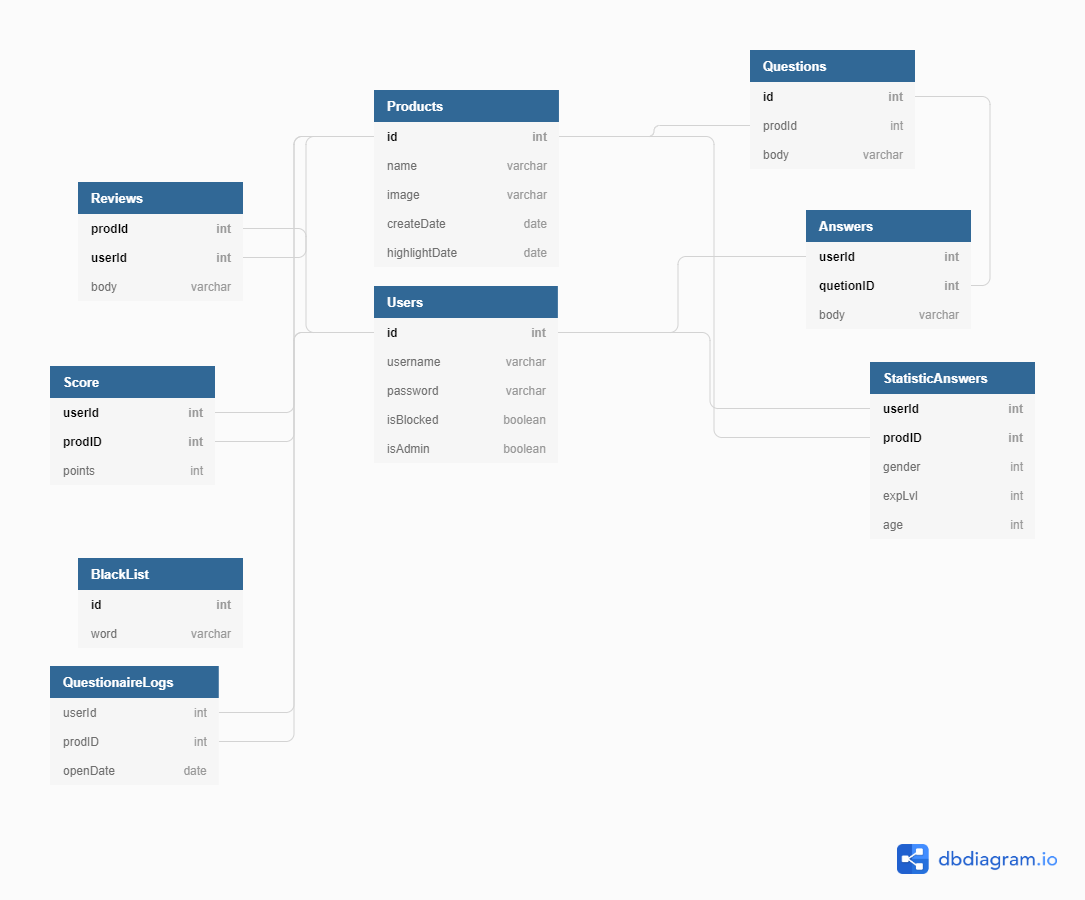 Products
id int
name varchar
image varchar
createDate date
highlightDate date
Users
id int
username varchar
password varchar
isBlocked boolean
isAdmin boolean
Reviews
prodId int
userId int
body varchar
Score
userId int
prodID int
points int
BlackList
id int
word varchar
QuestionaireLogs
userId int
prodID int
openDate date
Questions
id int
prodId int
body varchar
Answers
userId int
quetionID int
body varchar
StatisticAnswers
userId int
prodID int
gender int
expLvl int
age int
dbdiagram.io